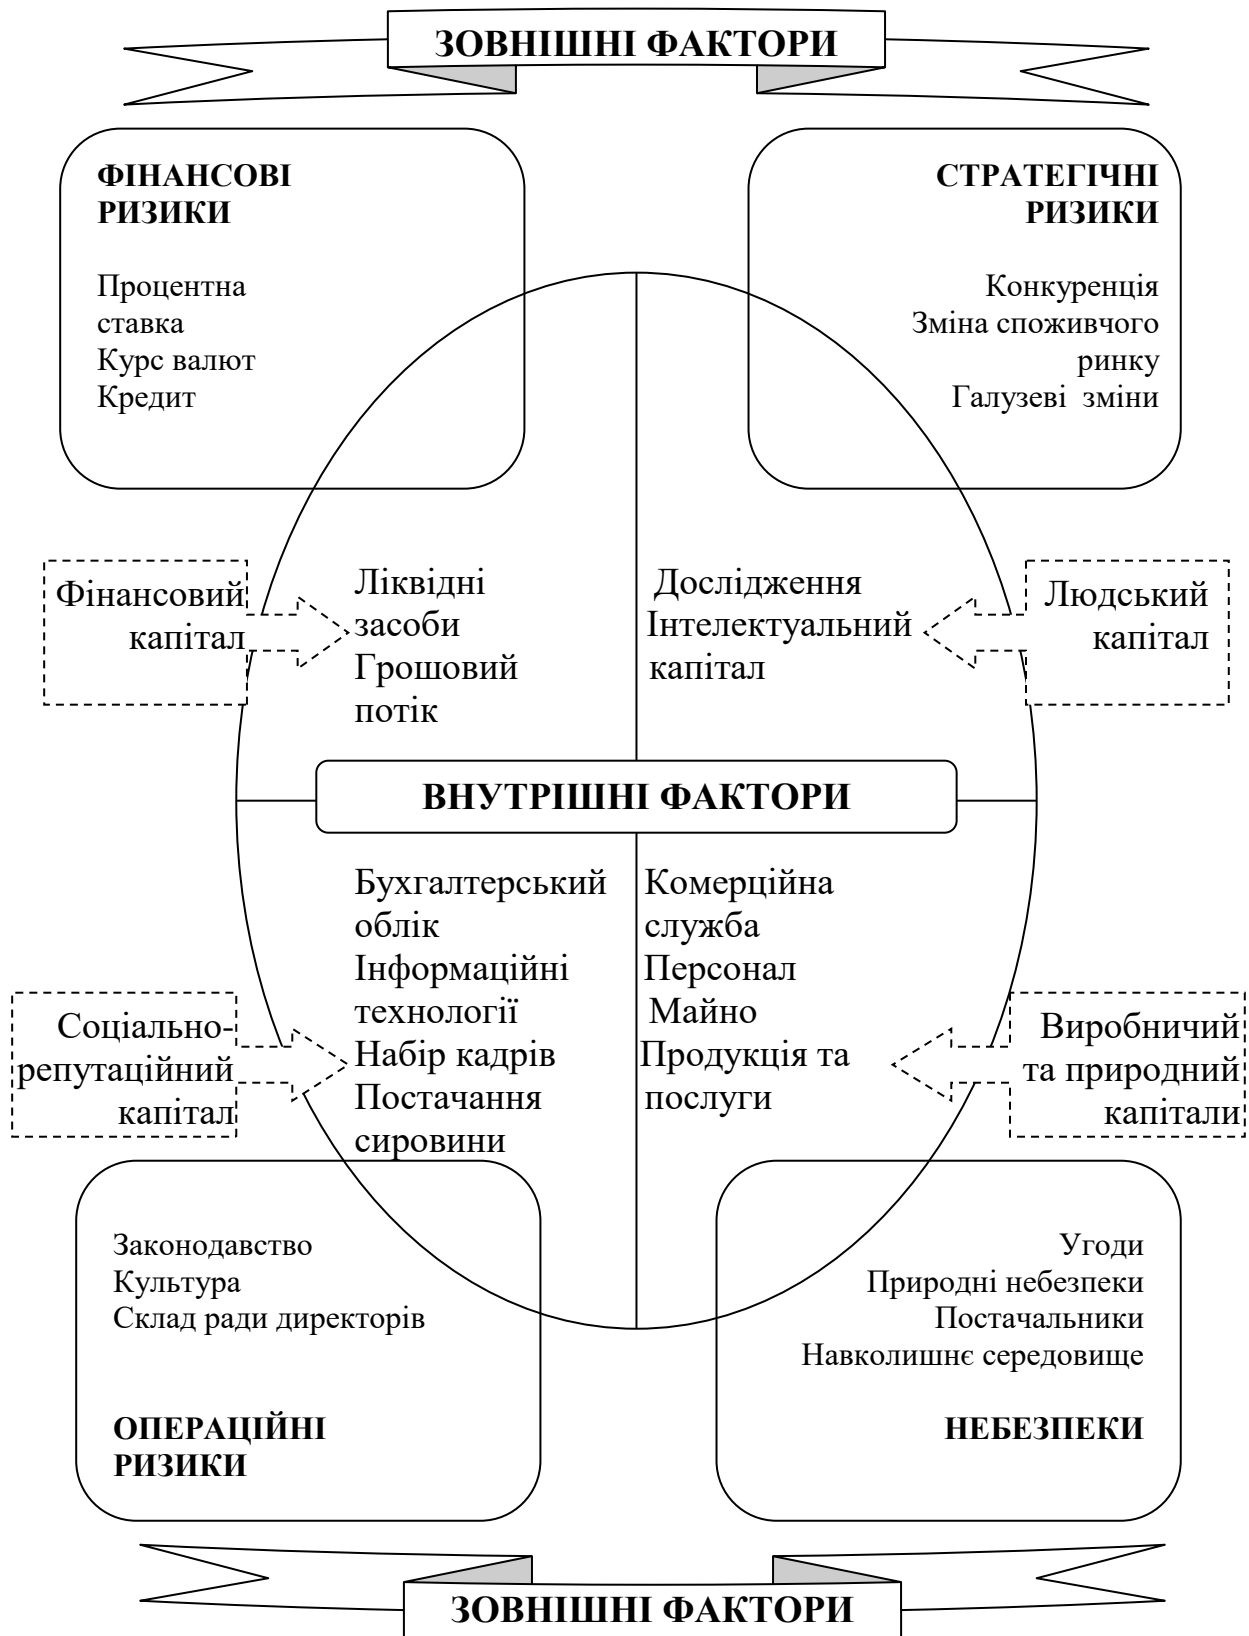 ЗОВНІШНІ ФАКТОРИ
ФІНАНСОВІ
РИЗИКИ
Процентна
ставка
Курс валют
Кредит
СТРАТЕГІЧНІ
РИЗИКИ
Конкуренція
Зміна споживчого
ринку
Галузеві зміни
Фінансовий
капітал
Ліквідні
засоби
Грошовий
потік
Дослідження
Інтелектуальний
капітал
Людський
капітал
ВНУТРІШНІ ФАКТОРИ
Соціально-
репутаційний
капітал
Бухгалтерський
облік
Інформаційні
технології
Набір кадрів
Постачання
сировини
Комерційна
служба
Персонал
Майно
Продукція та
послуги
Виробничий
та природний
капітали
Законодавство
Культура
Склад ради директорів
ОПЕРАЦІЙНІ
РИЗИКИ
Угоди
Природні небезпеки
Постачальники
Навколишнє середовище
НЕБЕЗПЕКИ
ЗОВНІШНІ ФАКТОРИ